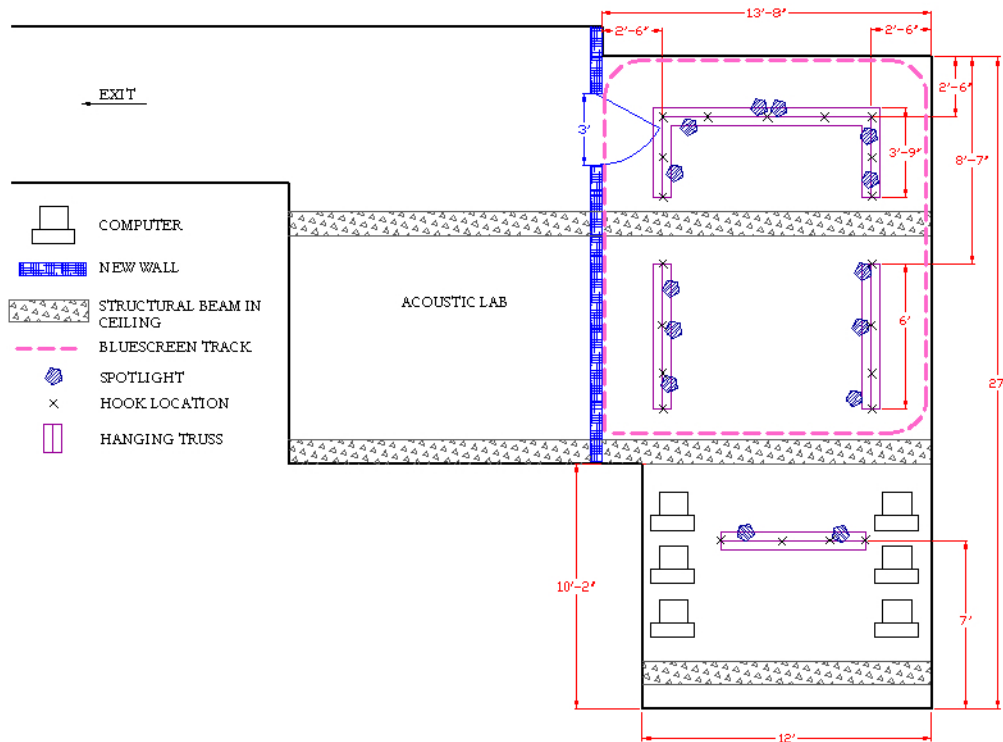 13'-8"
2'-6"
2'-6"
EXIT
2'-6"
3'
3'-9"
8'-7"
COMPUTER
NEW WALL
ACOUSTIC LAB
STRUCTURAL BEAM IN
CEILING
6'
BLUESCREEN TRACK
SPOTLIGHT
27
HOOK LOCATION
HANGING TRUSS
10'-2"
7'
12'